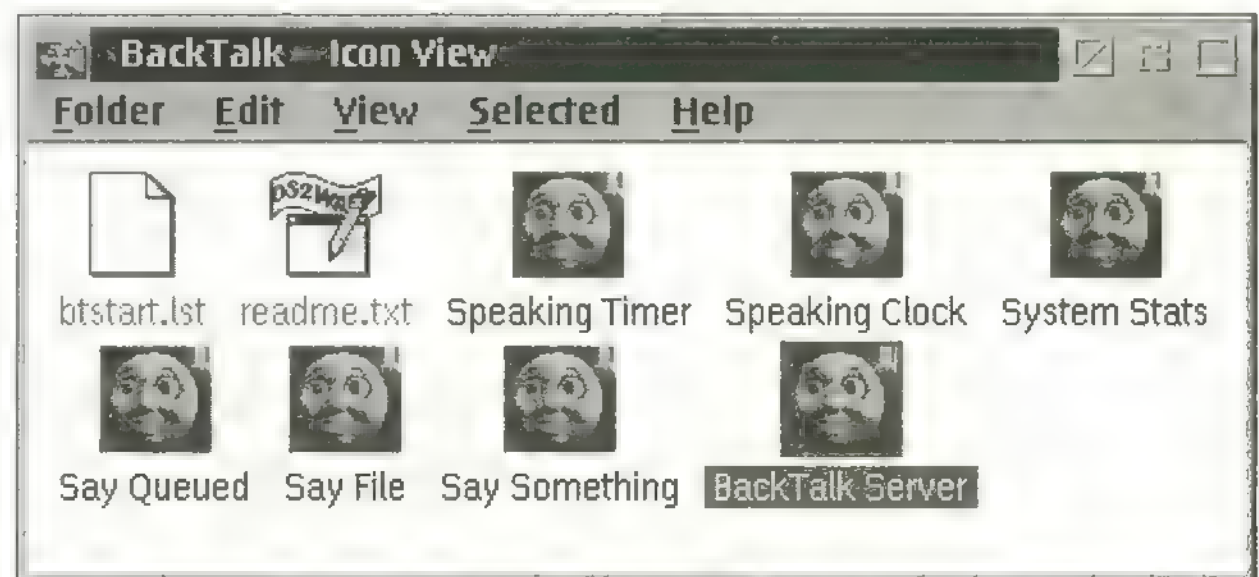 BackTalk - Icon View
Folder Edit View Selected Help
btstart.lst readme.txt Speaking Timer Speaking Clock System Stats
Say Queued Say File Say Something BackTalk Server